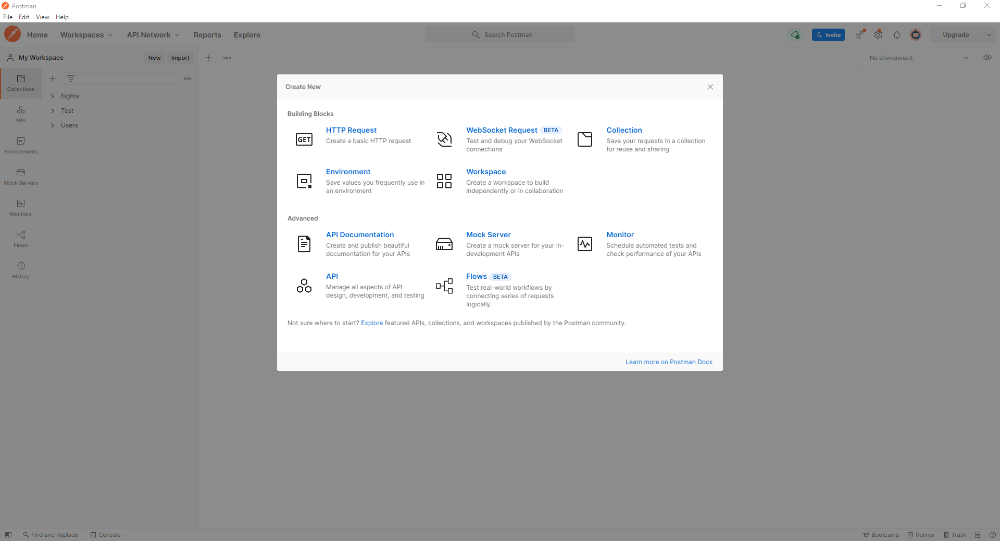 Postman
File Edit View Help
Home Workspaces API Network Reports Explore Search Postman Invite Upgrade
My Workspace New Import No Environment
Collections
APIs
Environments
Mock Servers
Monitors
Flows
History
flights
Test
Users
Create New
Building Blocks
HTTP Request
Create a basic HTTP request
GET
WebSocket Request BETA
Test and debug your WebSocket
connections
Collection
Save your requests in a collection
for reuse and sharing
Environment
Save values you frequently use in
an environment
Workspace
Create a workspace to build
independently or in collaboration
Advanced
API Documentation
Create and publish beautiful
documentation for your APIs
Mock Server
Create a mock server for your in-
development APIs
Monitor
Schedule automated tests and
check performance of your APIs
API
Manage all aspects of API
design, development, and testing
Flows BETA
Test real-world workflows by
connecting series of requests
logically.
Not sure where to start? Explore featured APIs, collections, and workspaces published by the Postman community.
Learn more on Postman Docs
Find and Replace Console Bootcamp Runner Trash